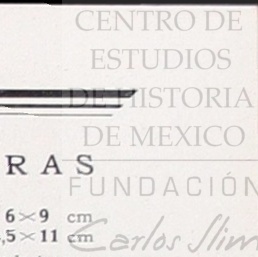 CENTRO DE
ESTUDIOS
DE HISTORIA
DE MEXICO
RAS
FUNDACIÓN
6×9 cm
,5×11 cm
Carlos Slim